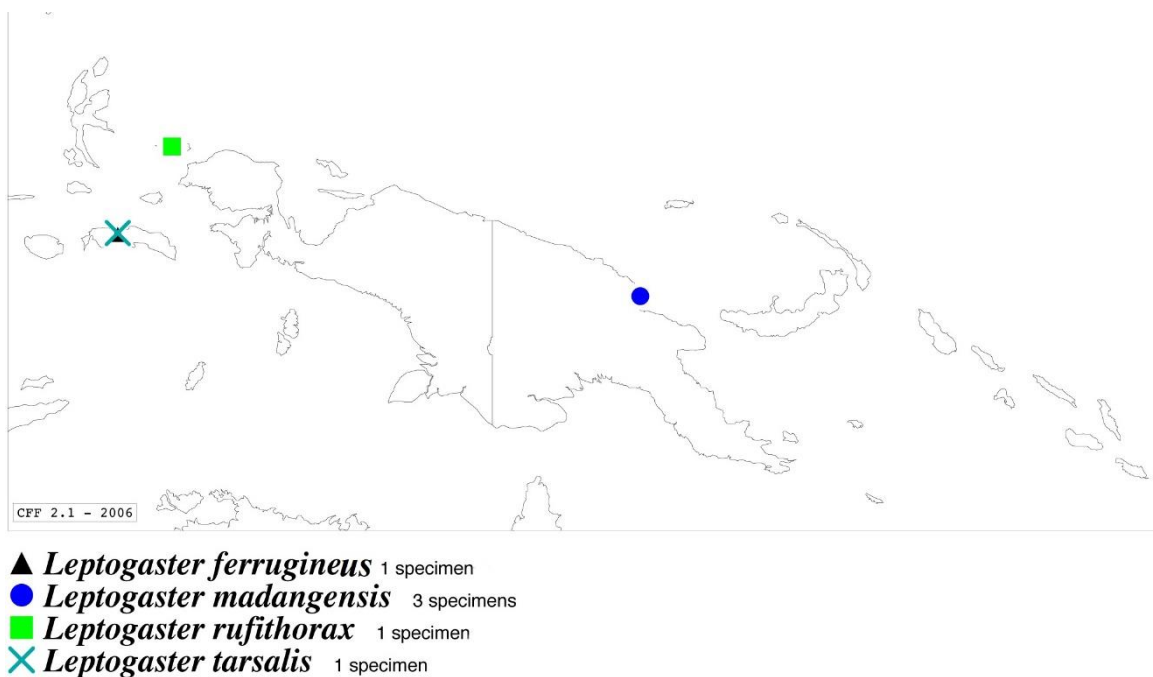 CFF 2.1 - 2006
Leptogaster ferrugineus 1 specimen
Leptogaster madangensis 3 specimens
Leptogaster rufithorax 1 specimen
Leptogaster tarsalis 1 specimen